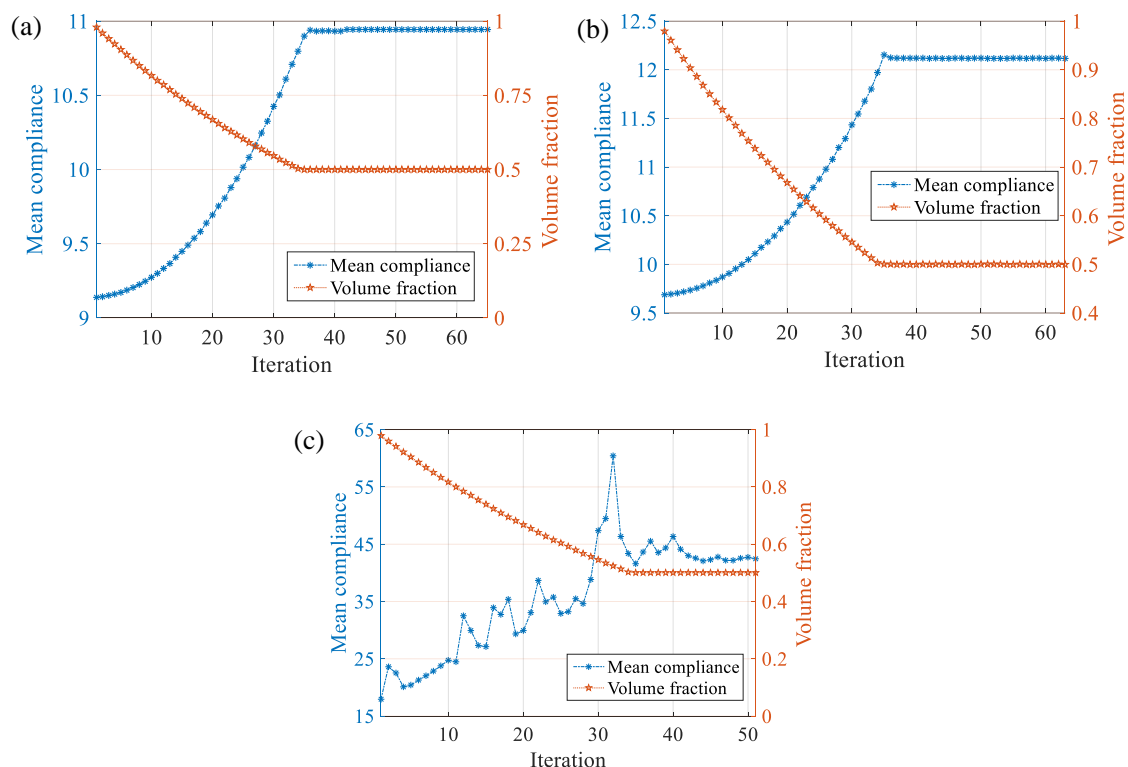 (a)
11
10.5
10
9.5
9
Mean compliance
1
0.75
0.5
0.25
0
Volume fraction
10
20
30
40
50
60
Iteration
Mean compliance
Volume fraction
(b)
12.5
12
11.5
11
10.5
10
9.5
Mean compliance
1
0.9
0.8
0.7
0.6
0.5
0.4
Volume fraction
10
20
30
40
50
60
Iteration
Mean compliance
Volume fraction
(c)
65
55
45
35
25
15
Mean compliance
1
0.8
0.6
0.4
0.2
0
Volume fraction
10
20
30
40
50
Iteration
Mean compliance
Volume fraction